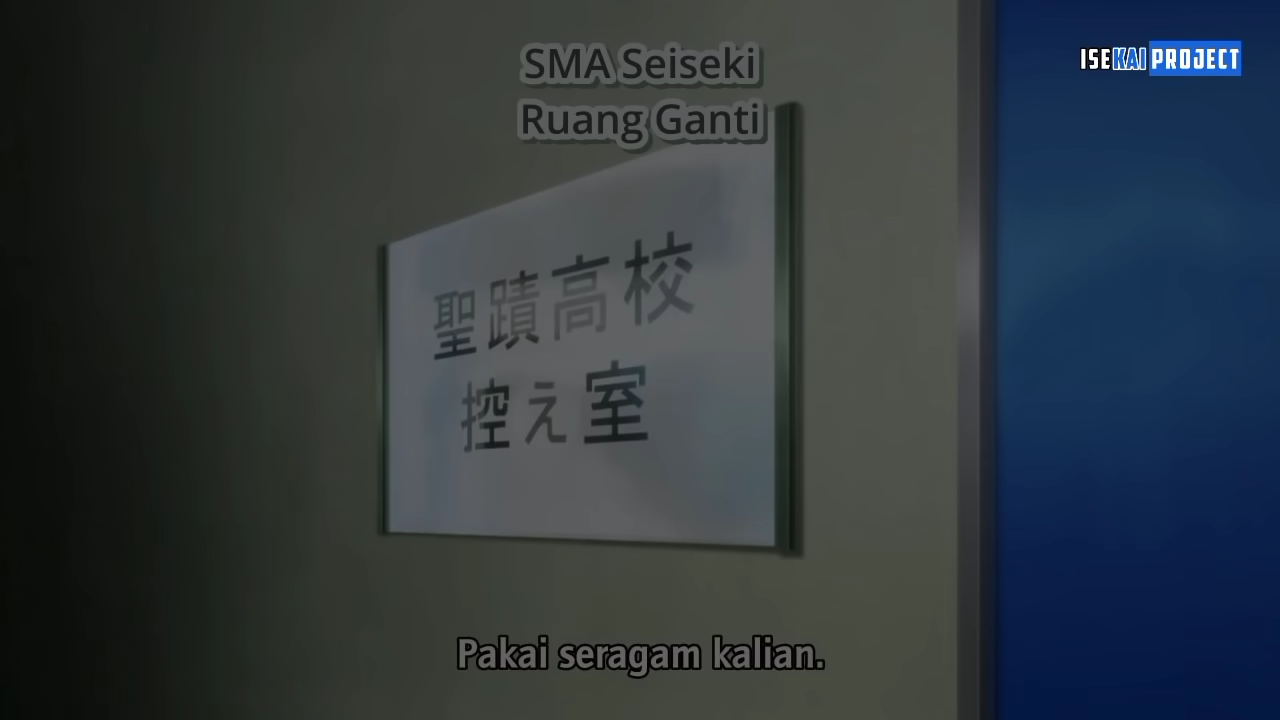 SMA Seiseki
Ruang Ganti
ISEKAI PROJECT
聖蹟高校
控え室
Pakai seragam kalian.